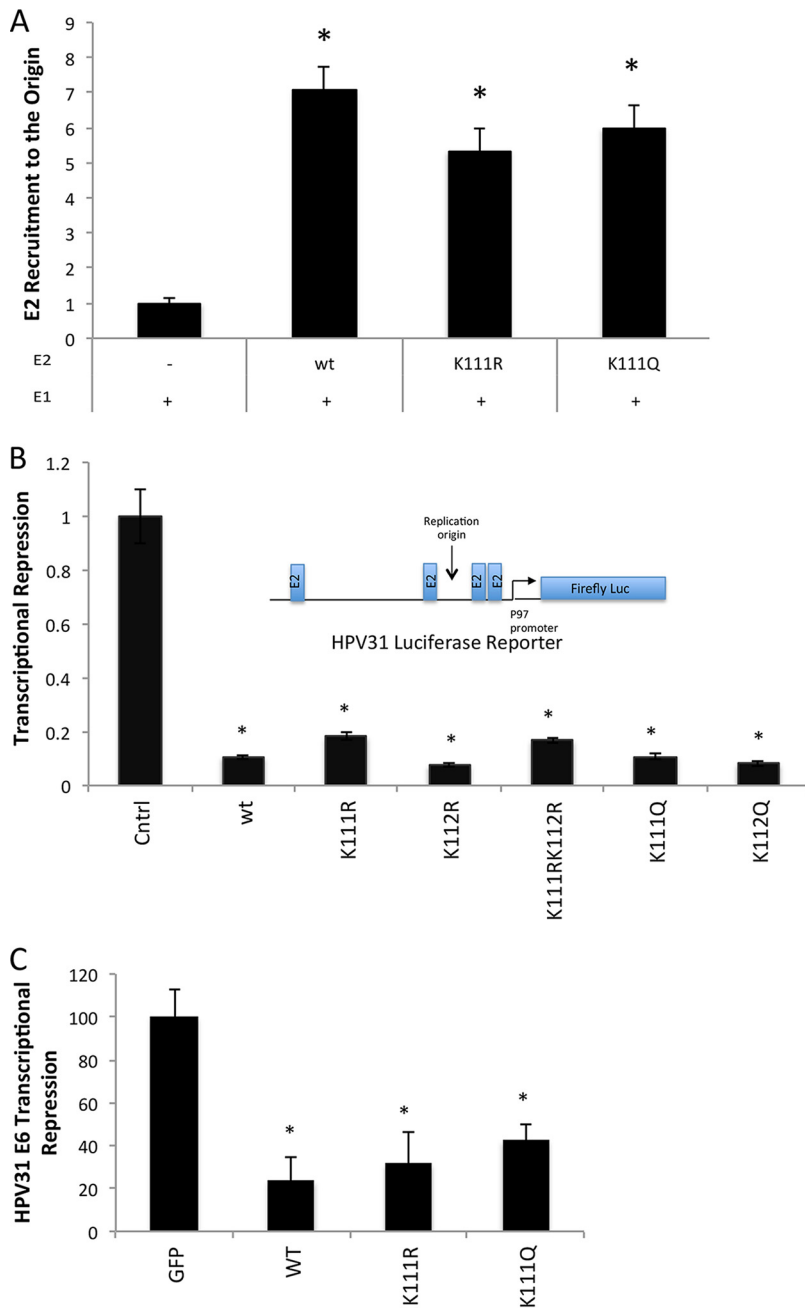 A
E2 Recruitment to the Origin
9
8
7
6
5
4
3
2
1
0
*
*
*
E2
-
wt
K111R
K111Q
E1
+
+
+
+
B
Transcriptional Repression
1.2
1
0.8
0.6
0.4
0.2
0
Replication
origin
E2
E2
E2
E2
Firefly Luc
P97
promoter
HPV31 Luciferase Reporter
*
*
*
*
*
*
Cntrl
wt
K111R
K112R
K111RK112R
K111Q
K112Q
C
HPV31 E6 Transcriptional
Repression
120
100
80
60
40
20
0
*
*
*
GFP
WT
K111R
K111Q